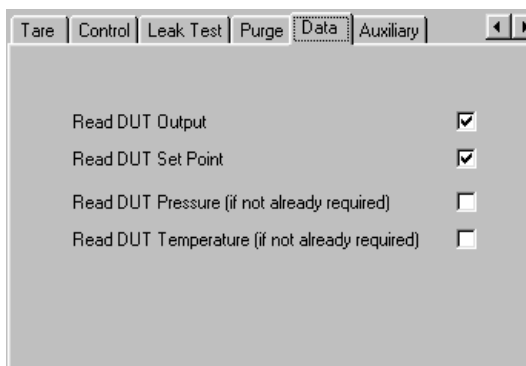 Tare Control Leak Test Purge Data Auxiliary
Read DUT Output
Read DUT Set Point
Read DUT Pressure (if not already required)
Read DUT Temperature (if not already required)